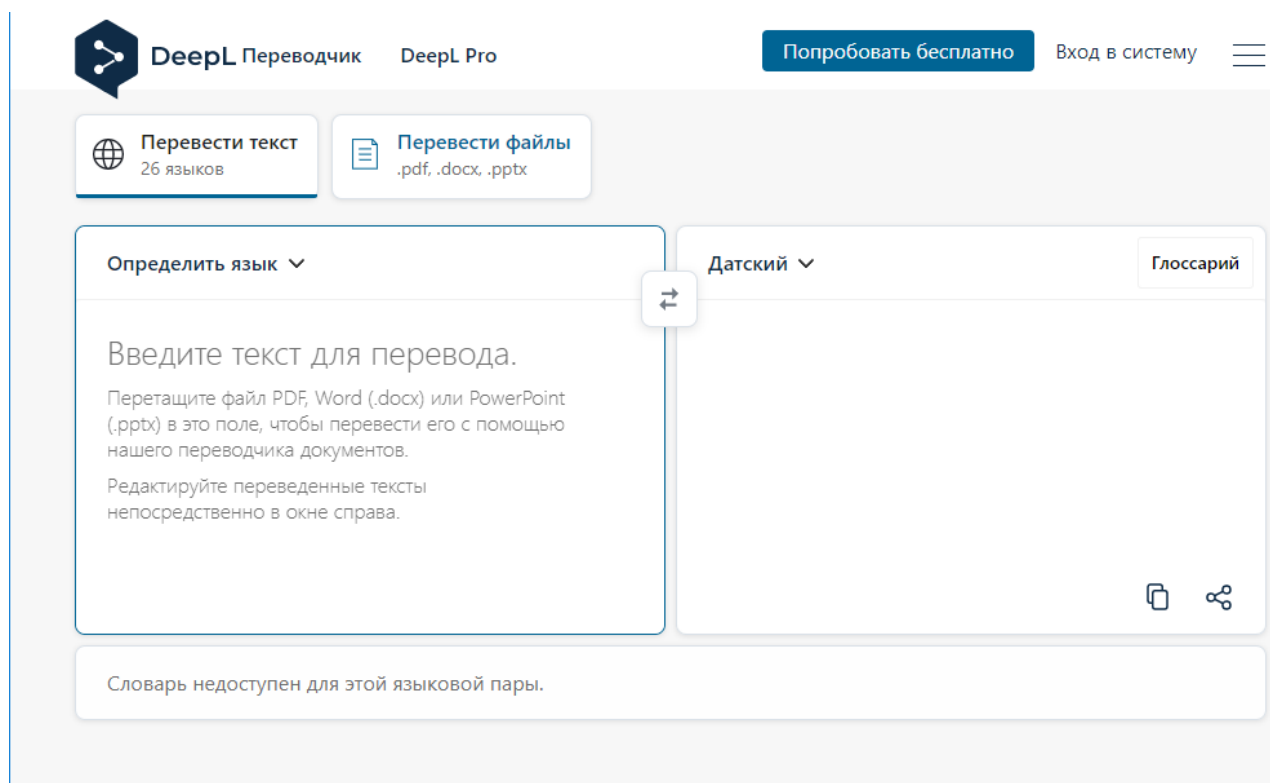 DeepL Переводчик DeepL Pro Попробовать бесплатно Вход в систему
Перевести текст
26 языков
Перевести файлы
.pdf, .docx, .pptx
Определить язык
Введите текст для перевода.
Перетащите файл PDF, Word (.docx) или PowerPoint
(.pptx) в это поле, чтобы перевести его с помощью
нашего переводчика документов.
Редактируйте переведенные тексты
непосредственно в окне справа.
Датский Глоссарий
Словарь недоступен для этой языковой пары.